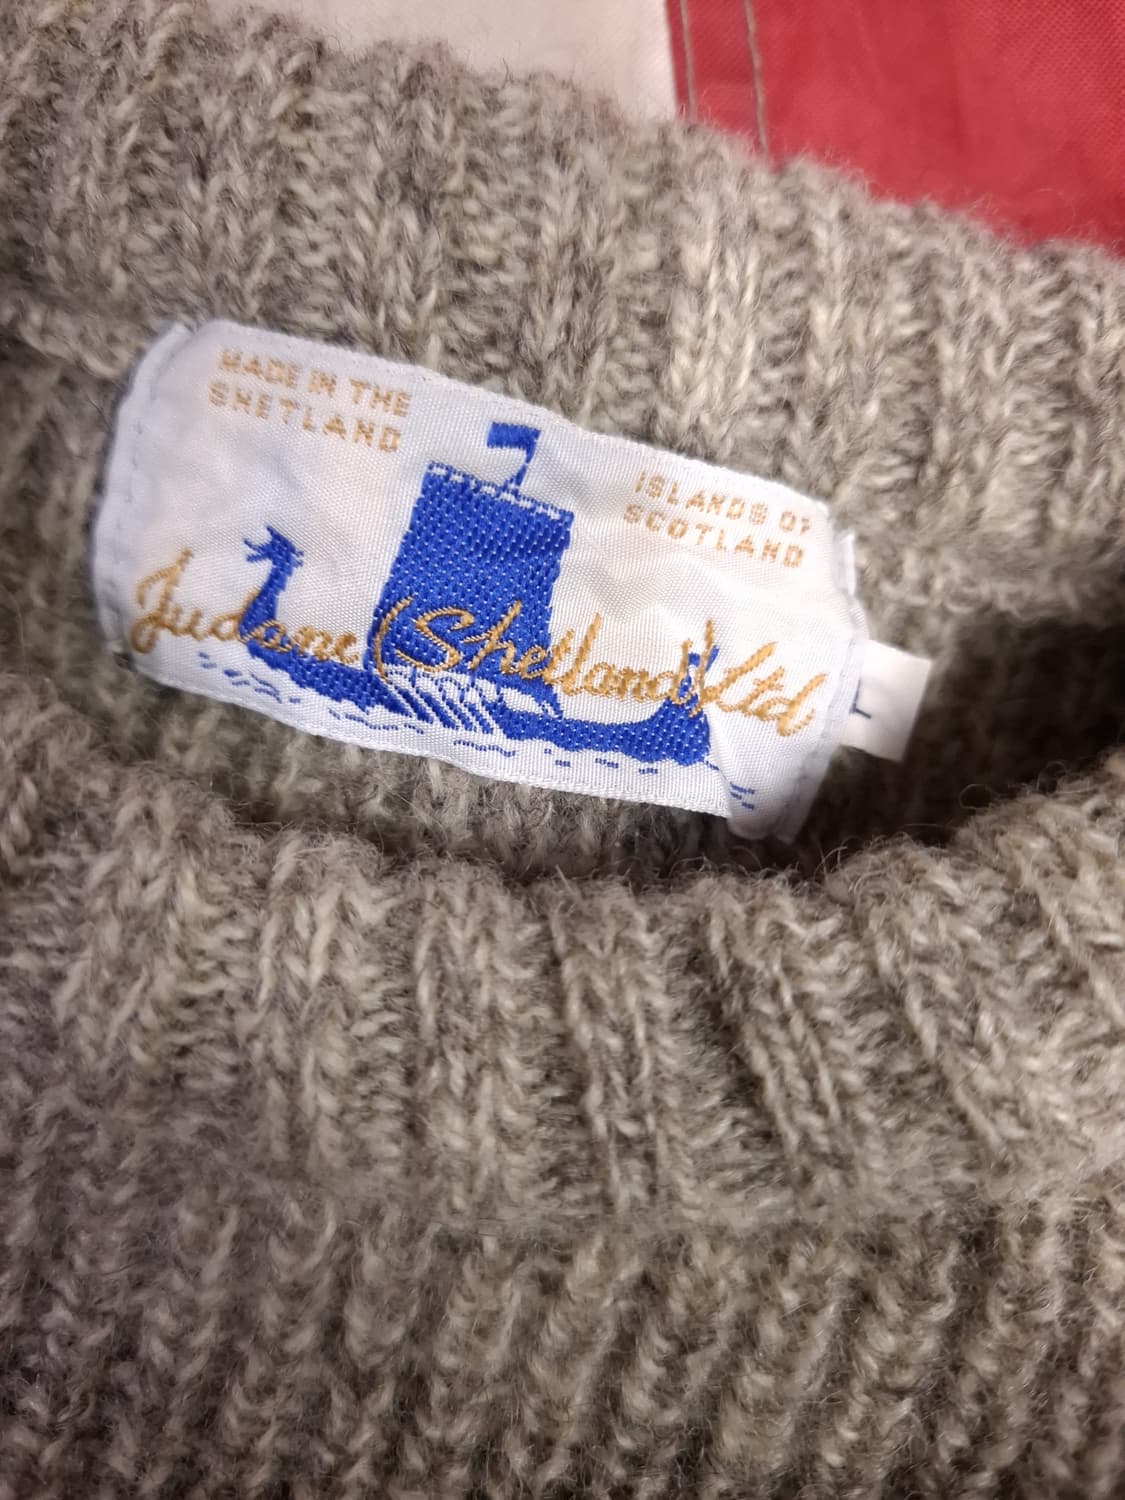 MADE IN THE
SHETLAND
ISLANDS OF
SCOTLAND
Judane (Shetland) Ltd